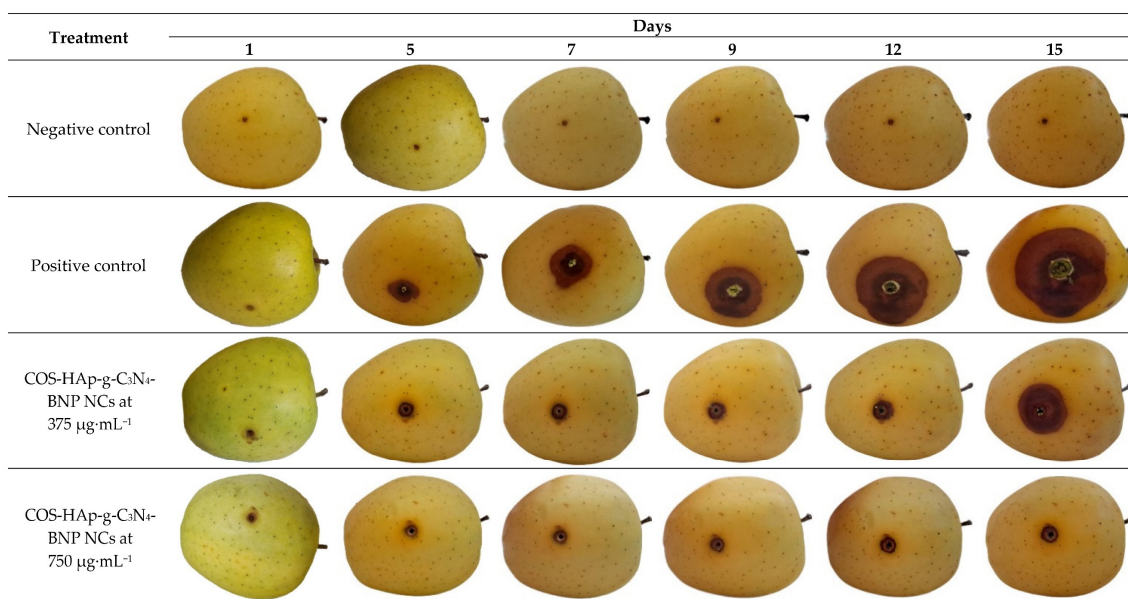 Treatment
Days
1 5 7 9 12 15
Negative control
Positive control
COS-HAp-g-C₃N₄-
BNP NCs at
375 μg·mL⁻¹
COS-HAp-g-C₃N₄-
BNP NCs at
750 μg·mL⁻¹